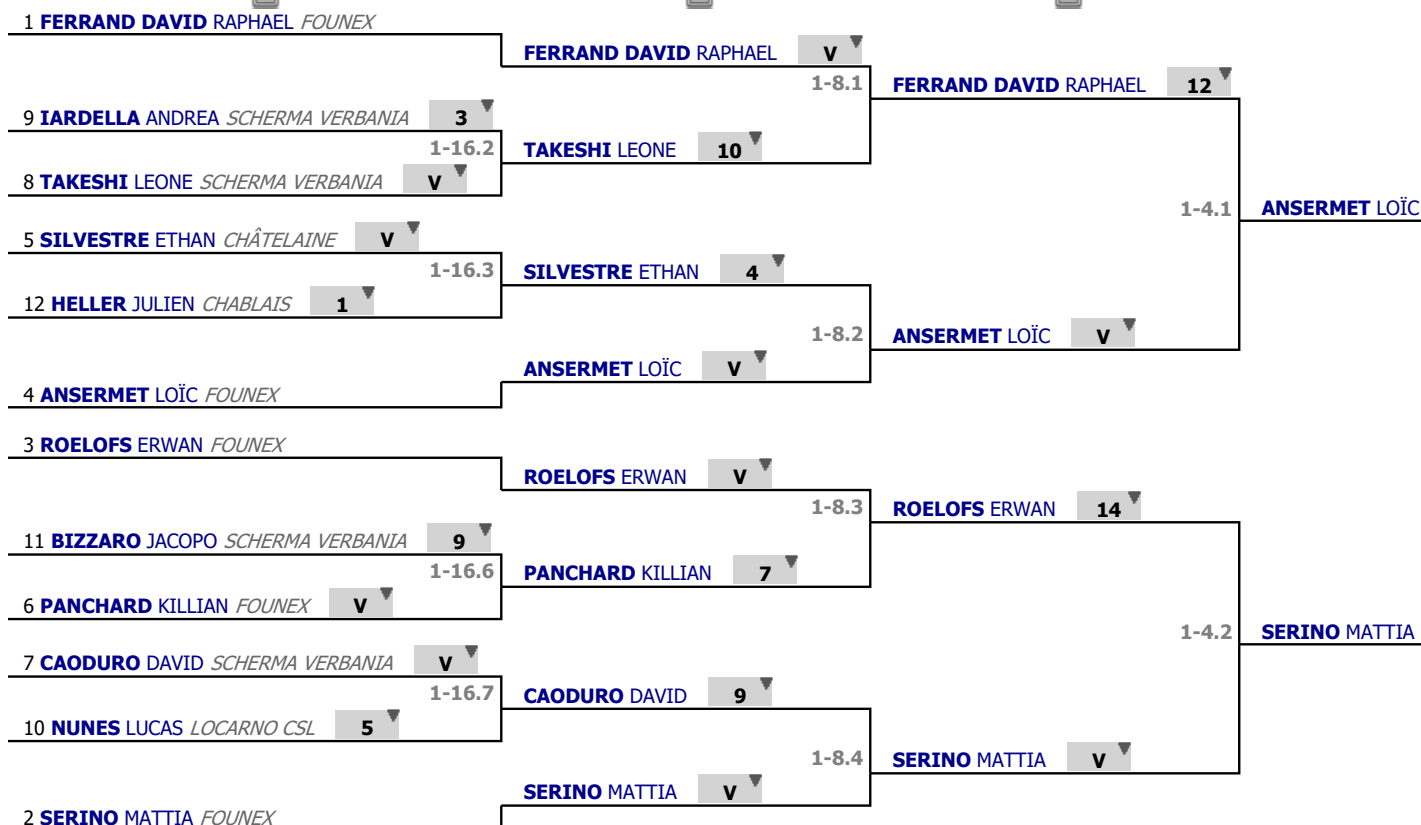 1 FERRAND DAVID RAPHAEL FOUNEX
FERRAND DAVID RAPHAEL V
1-8.1
FERRAND DAVID RAPHAEL 12
9 IARDELLA ANDREA SCHERMA VERBANIA 3
1-16.2
TAKESHI LEONE 10
8 TAKESHI LEONE SCHERMA VERBANIA V
1-4.1
ANSERMET LOÏC
5 SILVESTRE ETHAN CHÂTELAINE V
1-16.3
SILVESTRE ETHAN 4
12 HELLER JULIEN CHABLAIS 1
1-8.2
ANSERMET LOÏC V
ANSERMET LOÏC V
4 ANSERMET LOÏC FOUNEX
3 ROELOFS ERWAN FOUNEX
ROELOFS ERWAN V
1-8.3
ROELOFS ERWAN 14
11 BIZZARO JACOPO SCHERMA VERBANIA 9
1-16.6
PANCHARD KILLIAN 7
6 PANCHARD KILLIAN FOUNEX V
1-4.2
SERINO MATTIA
7 CAODURO DAVID SCHERMA VERBANIA V
1-16.7
CAODURO DAVID 9
10 NUNES LUCAS LOCARNO CSL 5
1-8.4
SERINO MATTIA V
SERINO MATTIA V
2 SERINO MATTIA FOUNEX